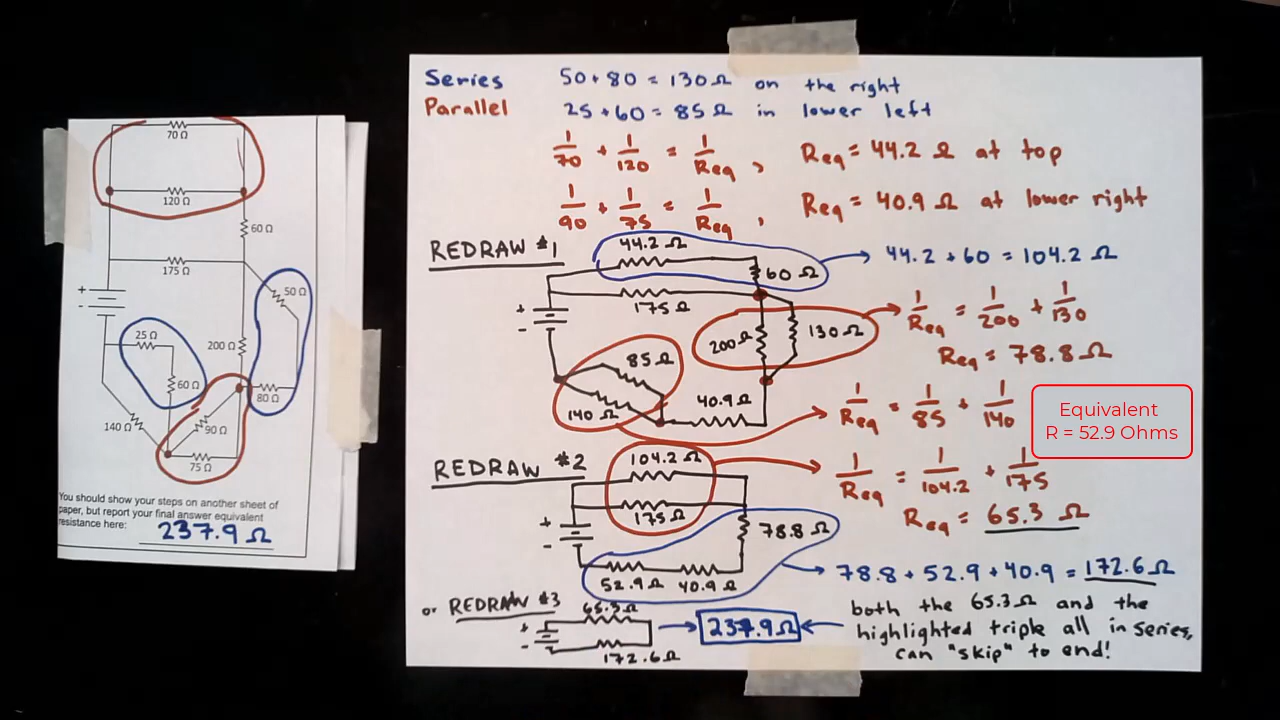 70 Ω
120 Ω
60 Ω
175 Ω
+
-
50 Ω
25 Ω
200 Ω
60 Ω
80 Ω
140 Ω
90 Ω
75 Ω
You should show your steps on another sheet of
paper, but report your final answer equivalent
resistance here: 237.9 Ω
Series 50+80 = 130 Ω on the right
Parallel 25+60 = 85 Ω in lower left
1/70 + 1/120 = 1/Req, Req = 44.2 Ω at top
1/90 + 1/75 = 1/Req, Req = 40.9 Ω at lower right
REDRAW #1
44.2 Ω
60 Ω
44.2 + 60 = 104.2 Ω
175 Ω
+
-
200 Ω
130 Ω
1/Req = 1/200 + 1/130
Req = 78.8 Ω
85 Ω
140 Ω
40.9 Ω
1/Req = 1/85 + 1/140
Equivalent
R = 52.9 Ohms
REDRAW #2
104.2 Ω
175 Ω
+
-
78.8 Ω
52.9 Ω 40.9 Ω
1/Req = 1/104.2 + 1/175
Req = 65.3 Ω
78.8 + 52.9 + 40.9 = 172.6 Ω
or REDRAW #3
65.3 Ω
+
-
172.6 Ω
237.9 Ω
both the 65.3 Ω and the
highlighted triple all in series,
can "skip" to end!